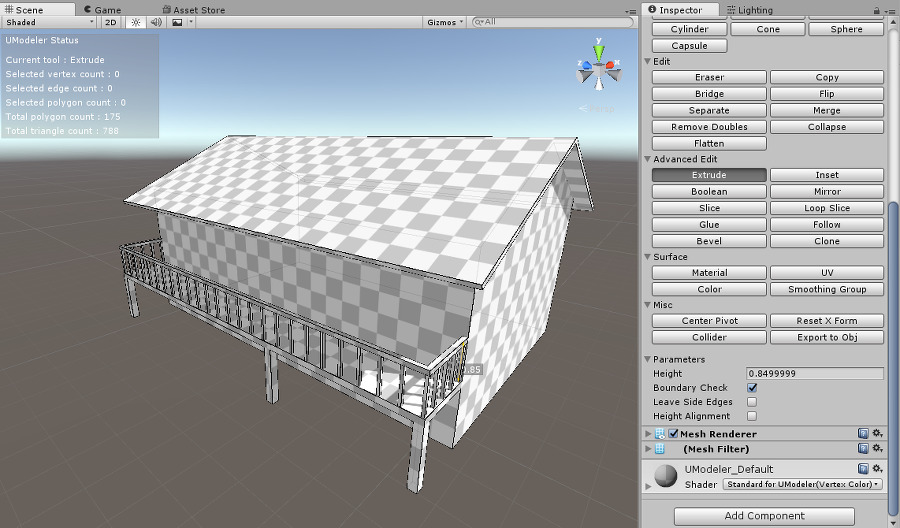 Scene
Game
Asset Store
Shaded
2D
Gizmos
All
UModeler Status
Current tool : Extrude
Selected vertex count : 0
Selected edge count : 0
Selected polygon count : 0
Total polygon count : 175
Total triangle count : 788
y
z
x
.85
Inspector
Lighting
Cylinder
Cone
Sphere
Capsule
Edit
Eraser
Copy
Bridge
Flip
Separate
Merge
Remove Doubles
Collapse
Flatten
Advanced Edit
Extrude
Inset
Boolean
Mirror
Slice
Loop Slice
Glue
Follow
Bevel
Clone
Surface
Material
UV
Color
Smoothing Group
Misc
Center Pivot
Reset X Form
Collider
Export to Obj
Parameters
Height
0.8499999
Boundary Check
Leave Side Edges
Height Alignment
Mesh Renderer
(Mesh Filter)
UModeler_Default
Shader
Standard for UModeler(Vertex Color)
Add Component